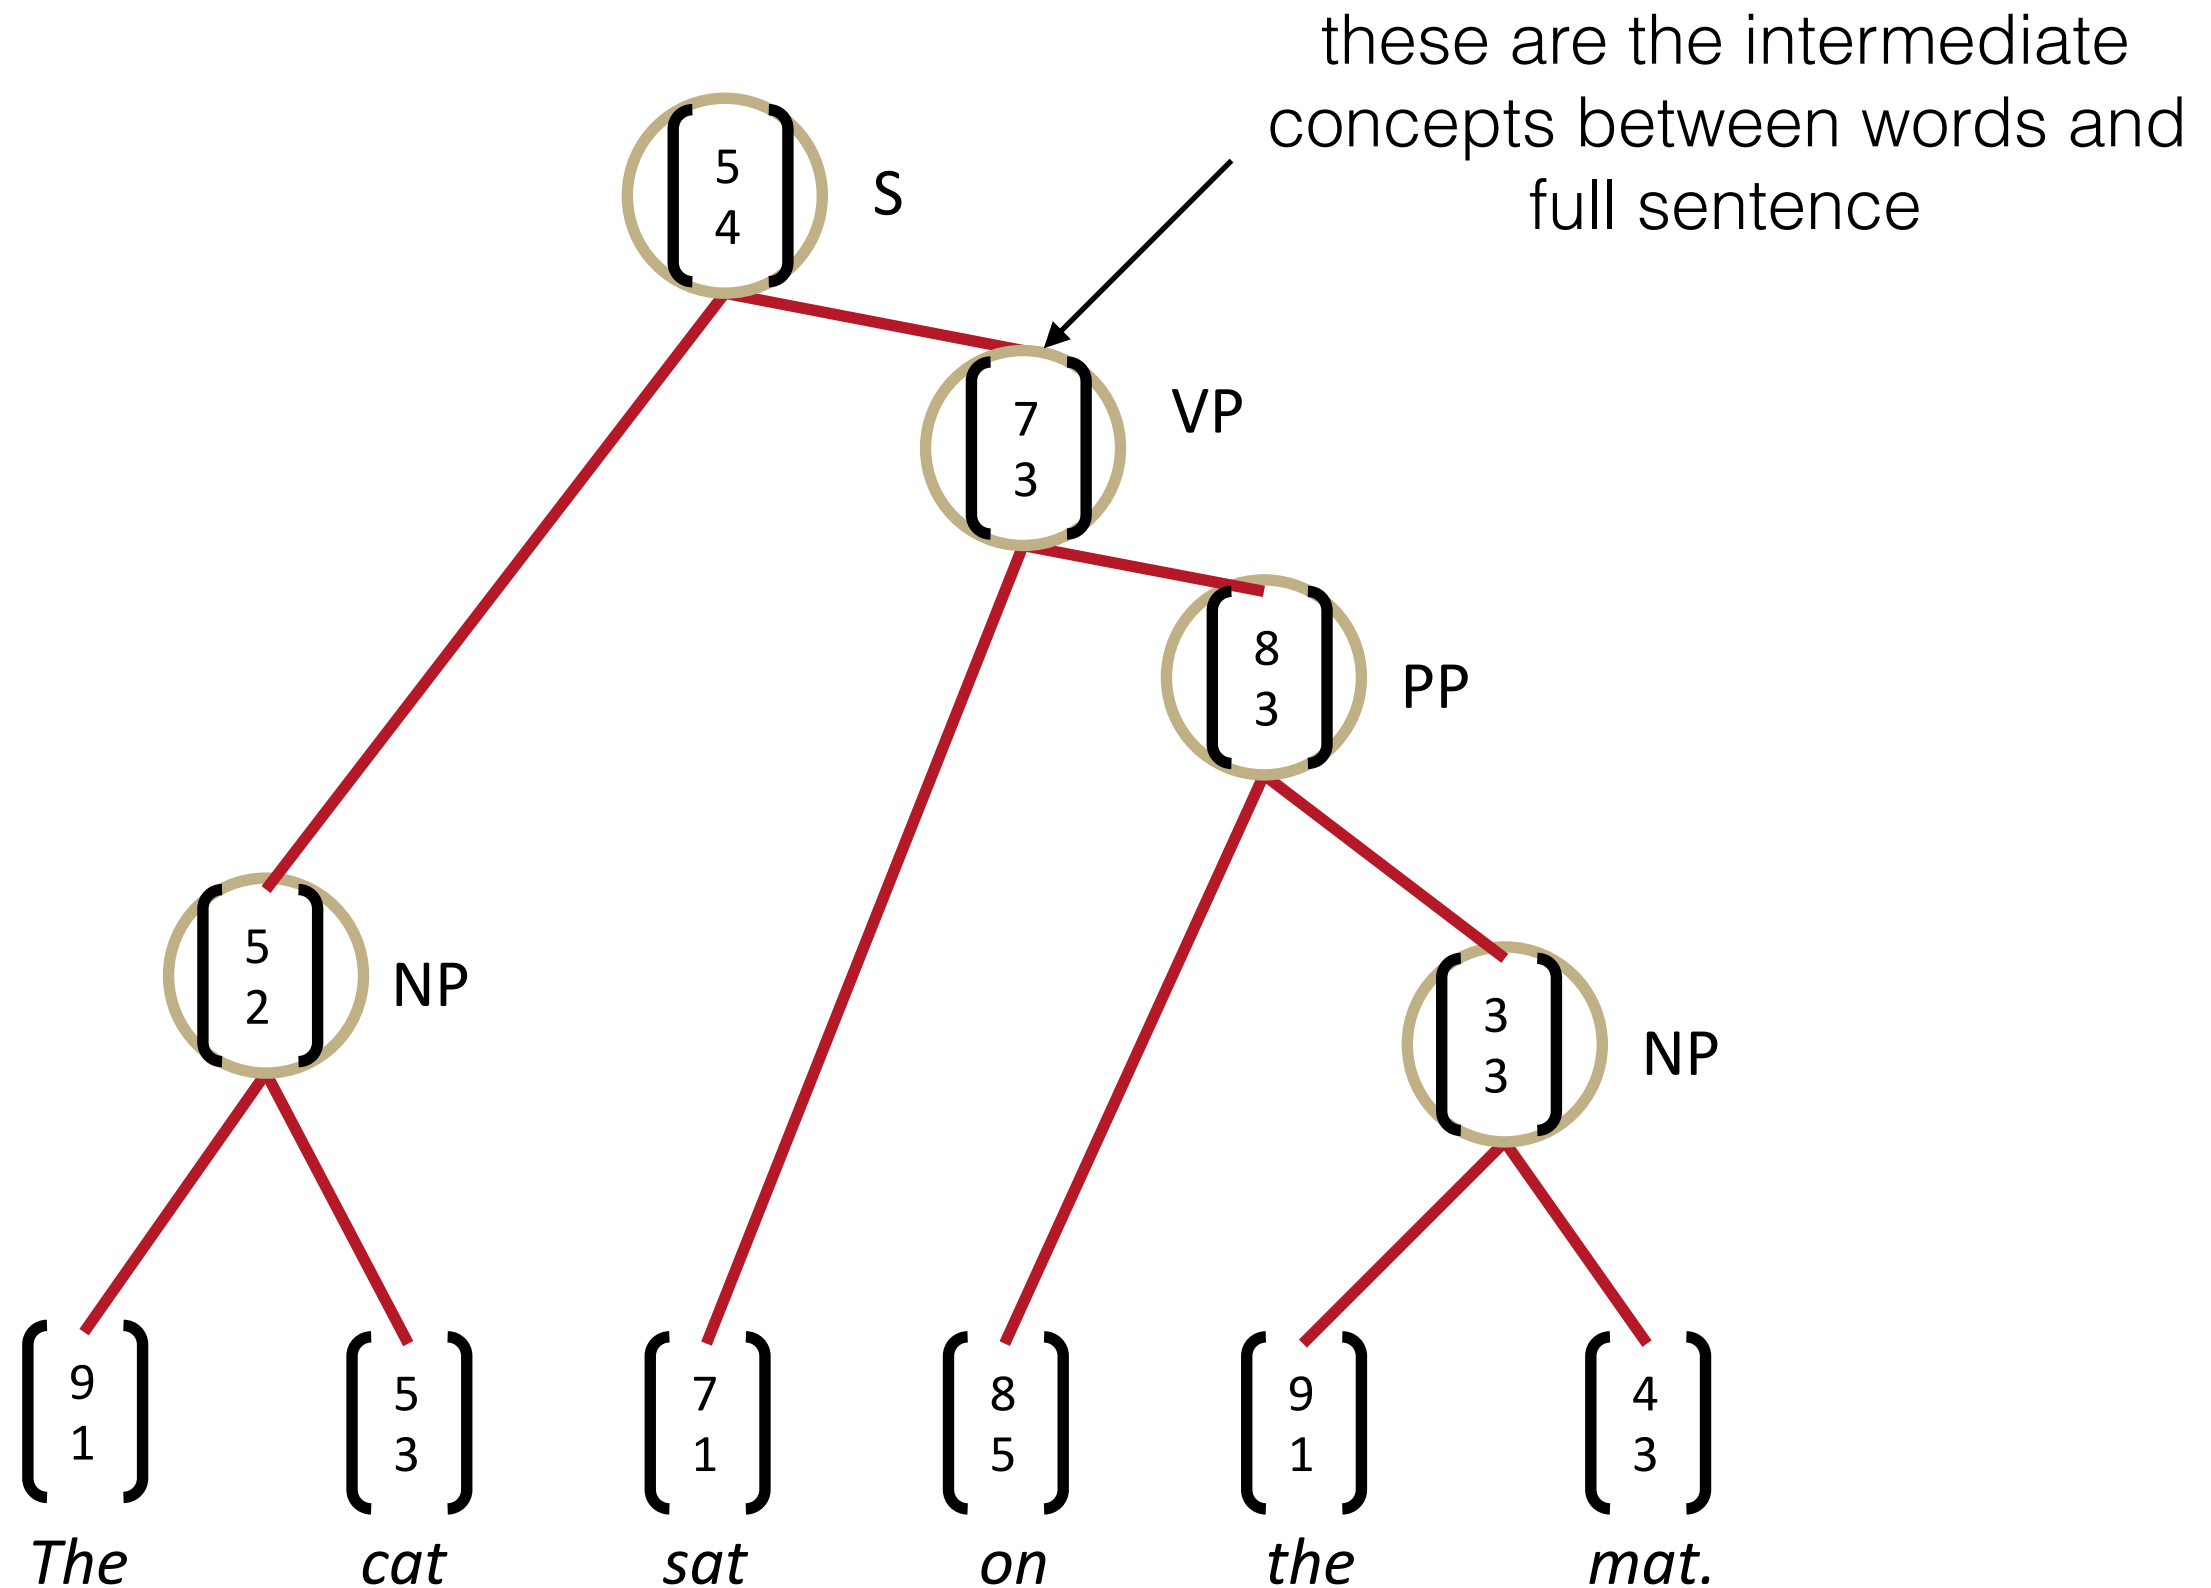 these are the intermediate
concepts between words and
full sentence
5
4
S
7
3
VP
8
3
PP
5
2
NP
3
3
NP
9
1
5
3
7
1
8
5
9
1
4
3
The cat sat on the mat.